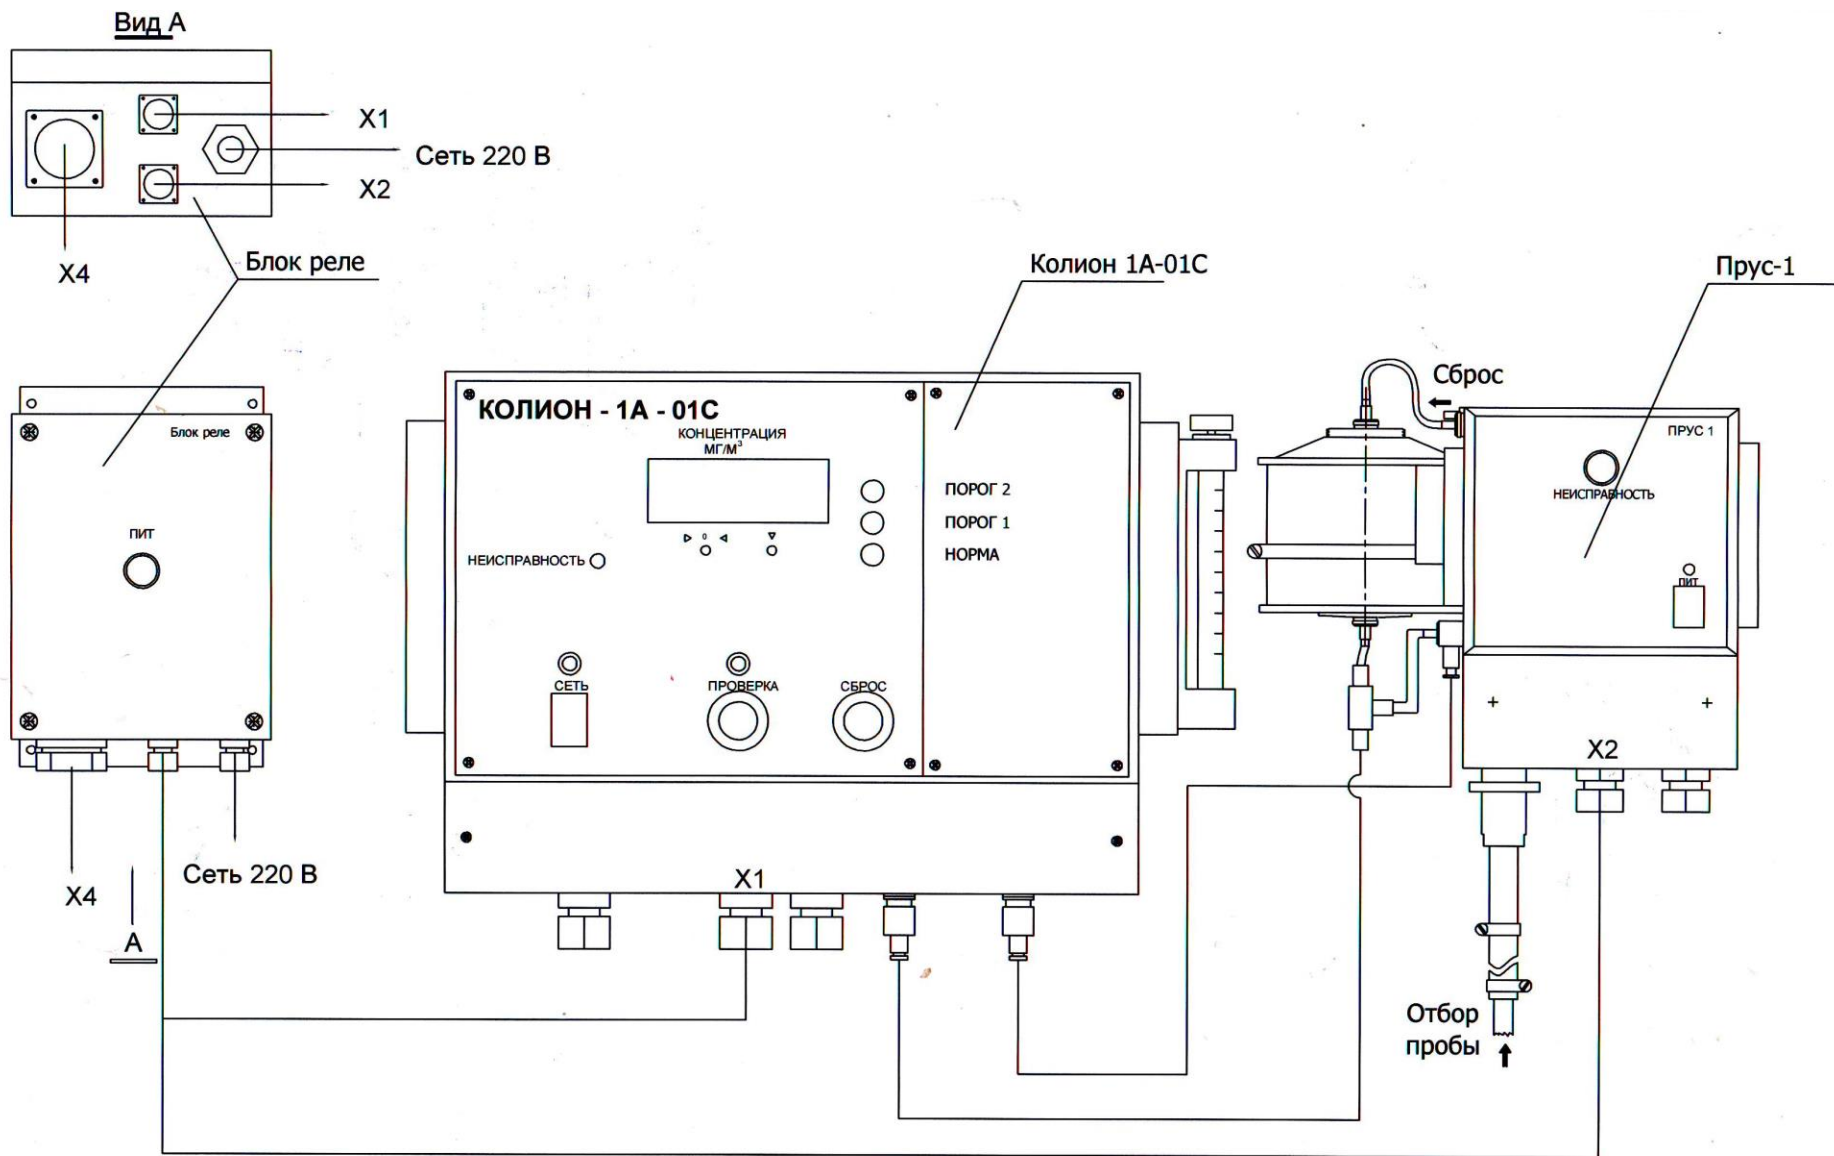 Вид А
X1
Сеть 220 В
X2
X4
Блок реле
Колион 1А-01С
Прус-1
Сброс
Блок реле
ПИТ
КОЛИОН - 1А - 01С
КОНЦЕНТРАЦИЯ
МГ/М³
ПОРОГ 2
ПОРОГ 1
НОРМА
0
НЕИСПРАВНОСТЬ
СЕТЬ
ПРОВЕРКА
СБРОС
ПРУС 1
НЕИСПРАВНОСТЬ
ПИТ
X2
X1
Сеть 220 В
X4
А
Отбор
пробы